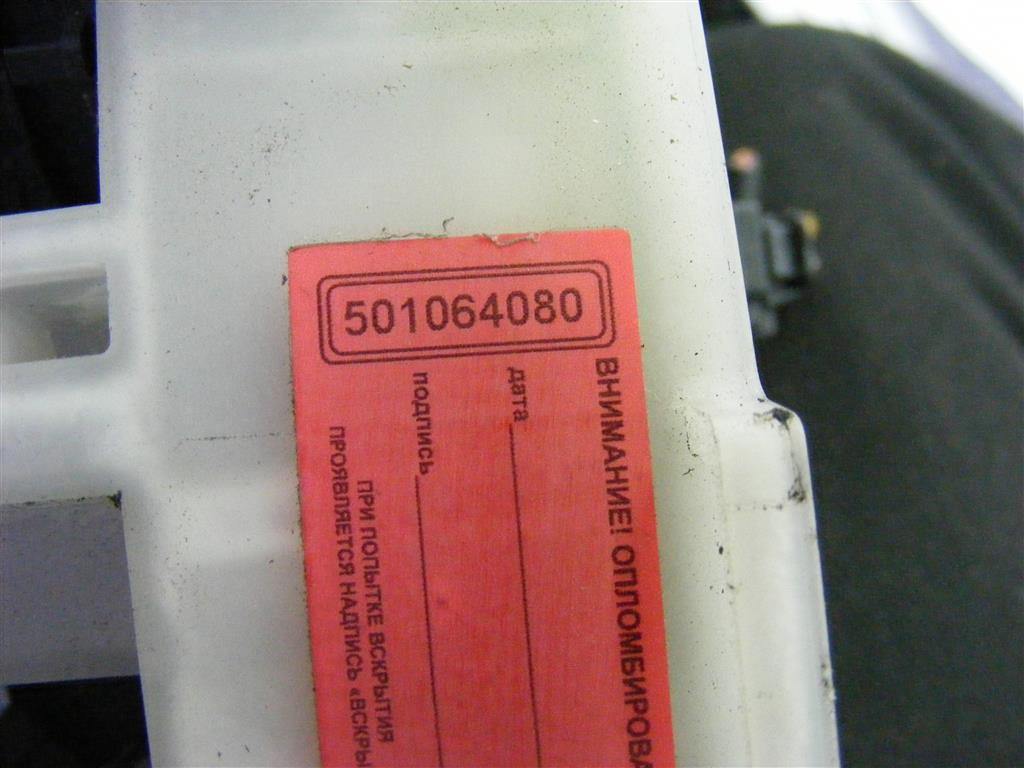 501064080
ВНИМАНИЕ! ОПЛОМБИРОВА
дата
подпись
ПРИ ПОПЫТКЕ ВСКРЫТИЯ
ПРОЯВЛЯЕТСЯ НАДПИСЬ «ВСКРЫ